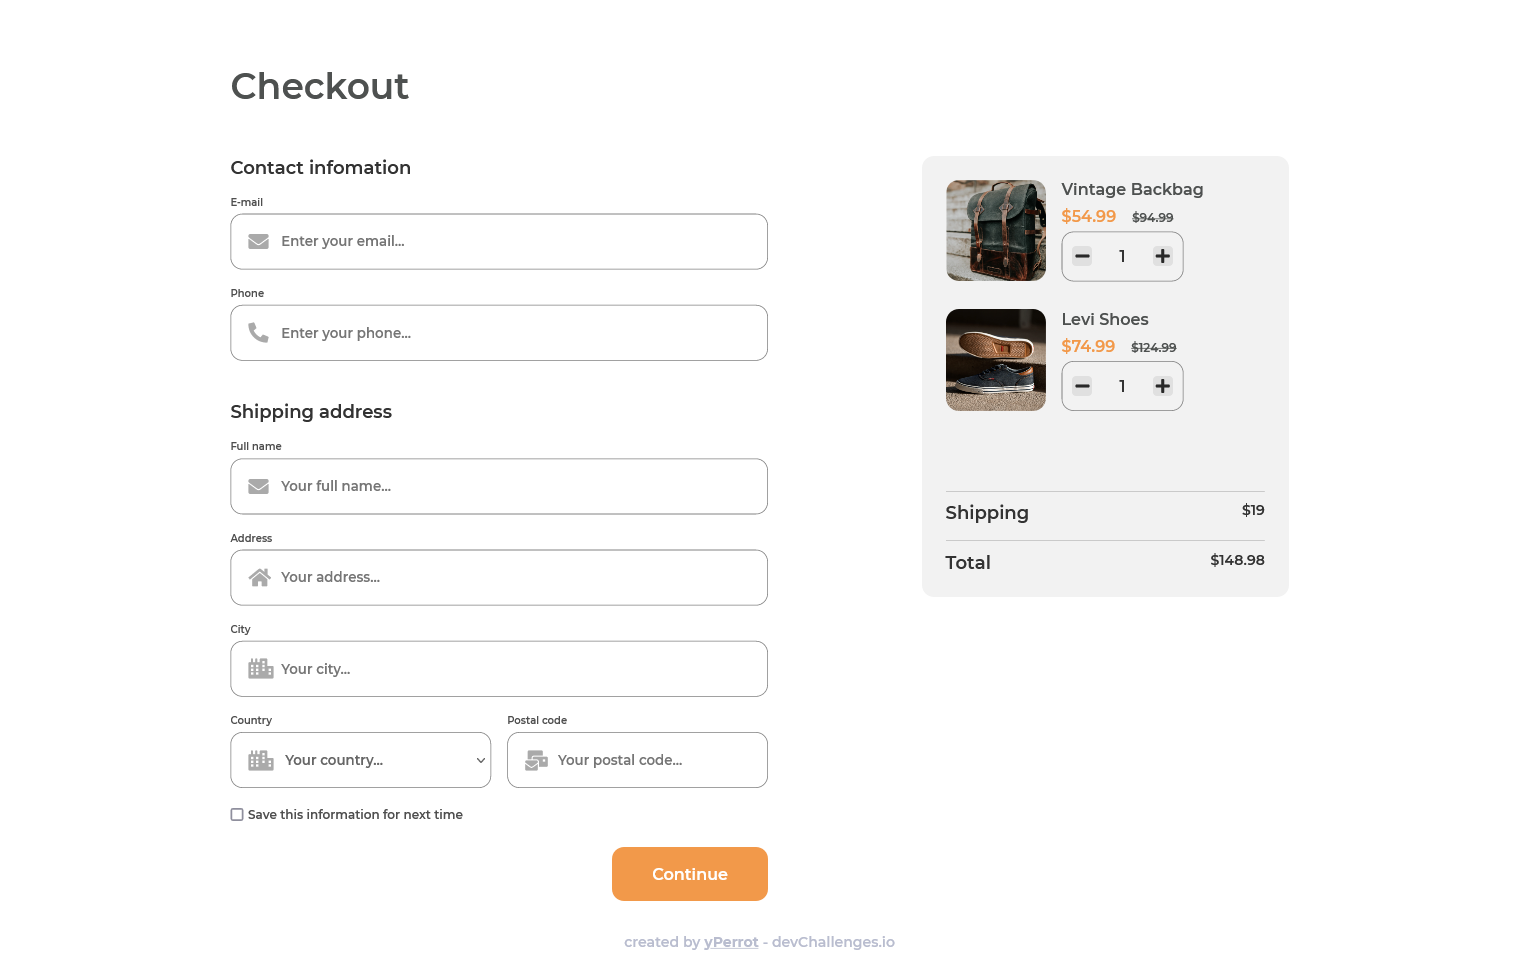 Checkout
Contact infomation
E-mail
Enter your email...
Phone
Enter your phone...
Shipping address
Full name
Your full name...
Address
Your address...
City
Your city...
Country
Postal code
Your country...
Your postal code...
Save this information for next time
Continue
Vintage Backbag
$54.99 $94.99
1
Levi Shoes
$74.99 $124.99
1
Shipping $19
Total $148.98
created by yPerrot - devChallenges.io